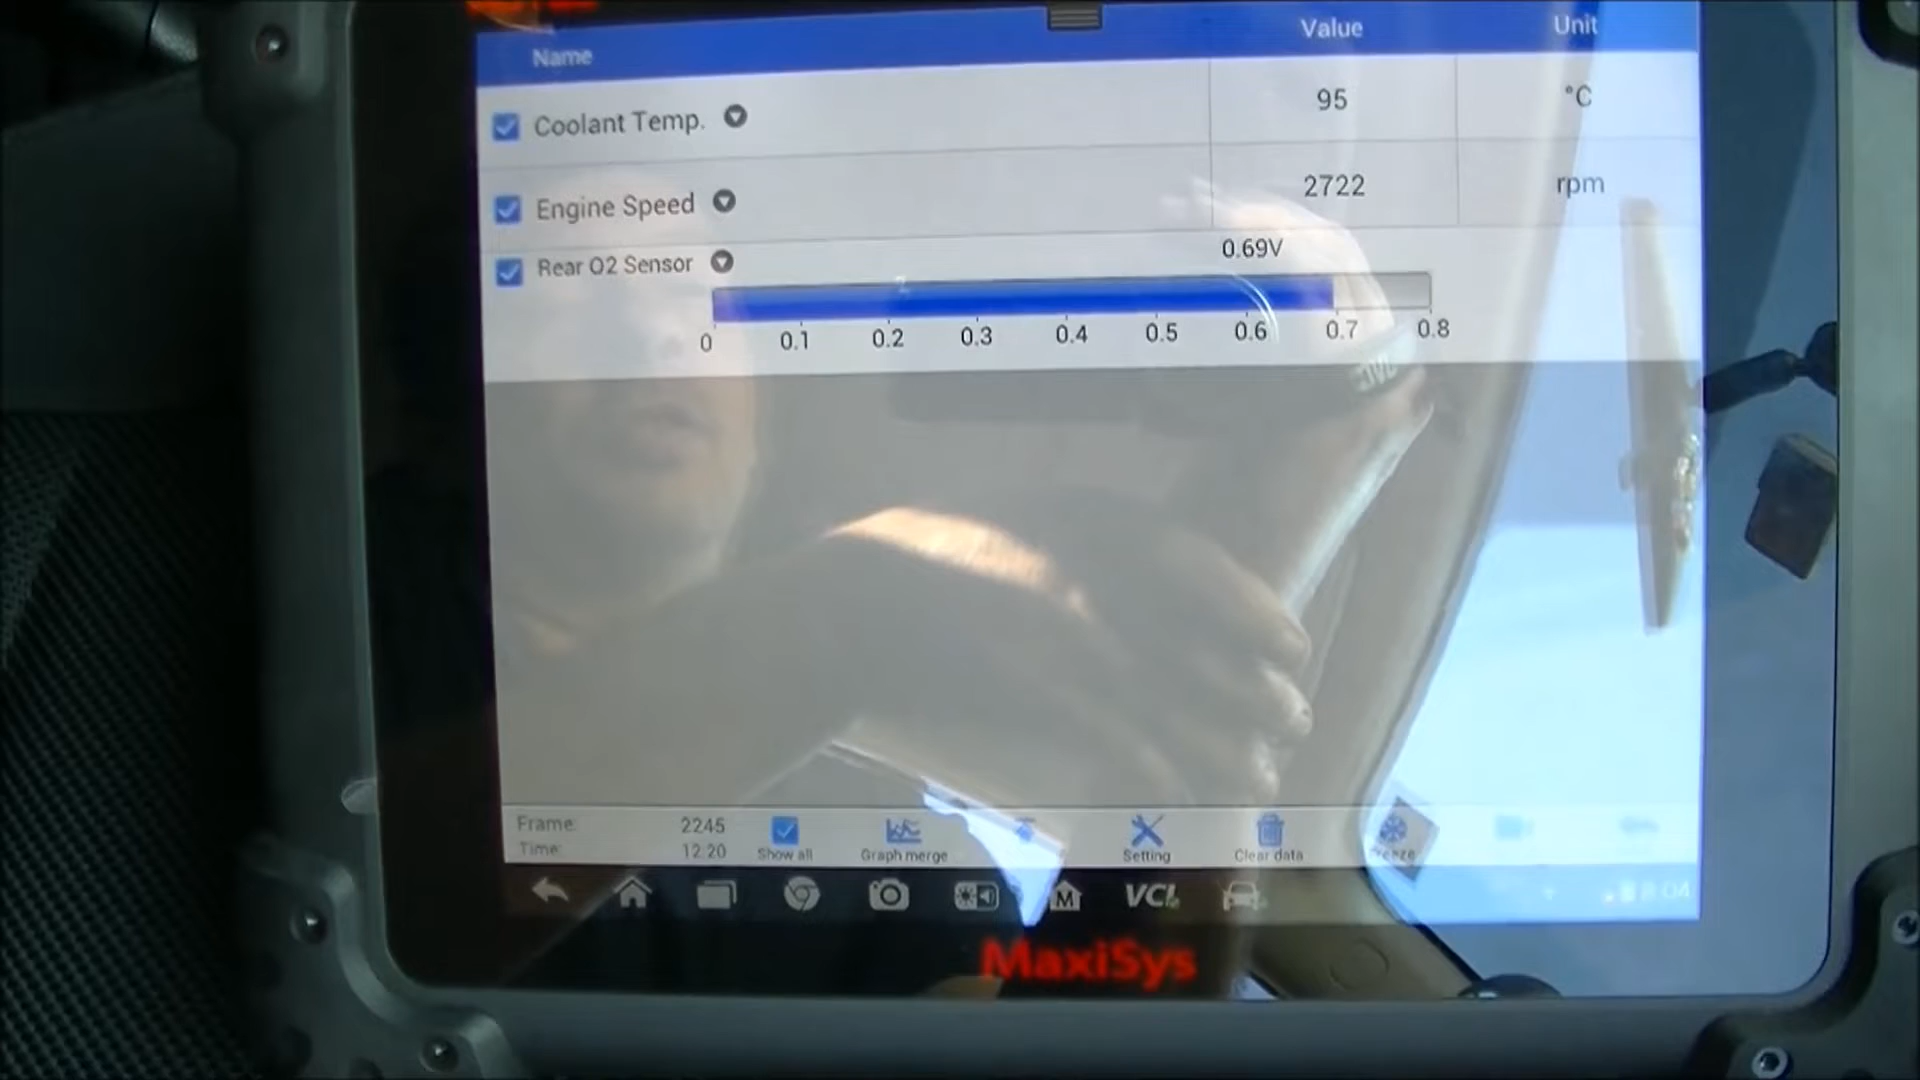 Name Value Unit
Coolant Temp. 95 °C
Engine Speed 2722 rpm
Rear O2 Sensor 0.69V
0 0.1 0.2 0.3 0.4 0.5 0.6 0.7 0.8
Frame: 2245
Time: 12:20
Show all
Graph merge
Setting
Clear data
M
VCI
8:04
MaxiSys